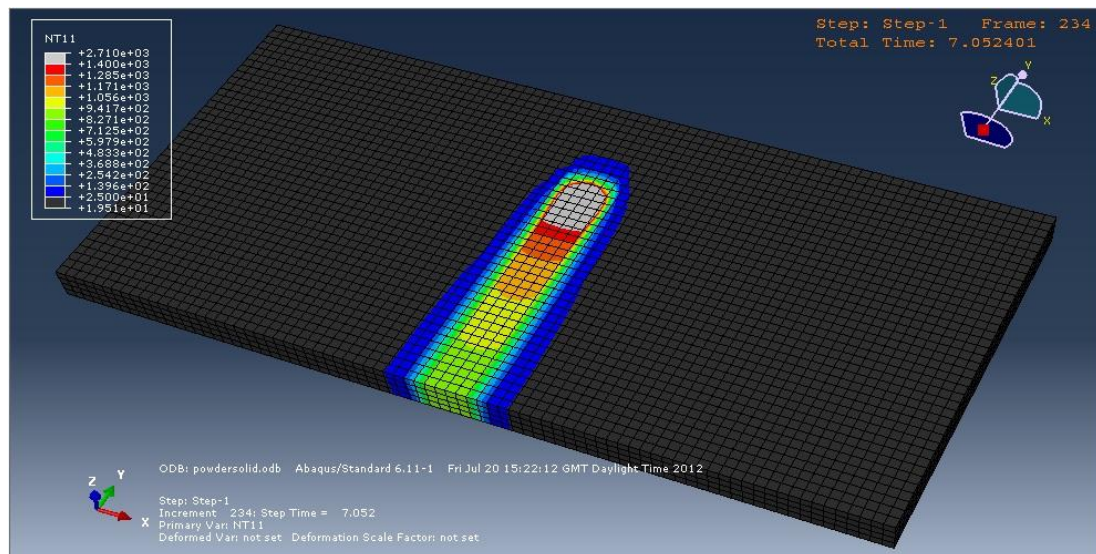 Step: Step-1 Frame: 234
Total Time: 7.052401
NT11
+2.710e+03
+1.400e+03
+1.285e+03
+1.171e+03
+1.056e+03
+9.417e+02
+8.271e+02
+7.125e+02
+5.979e+02
+4.833e+02
+3.688e+02
+2.542e+02
+1.396e+02
+2.500e+01
+1.951e+01
Y
Z
X
ODB: powdersolid.odb Abaqus/Standard 6.11-1 Fri Jul 20 15:22:12 GMT Daylight Time 2012
Y
Z
X
Step: Step-1
Increment 234: Step Time = 7.052
Primary Var: NT11
Deformed Var: not set Deformation Scale Factor: not set